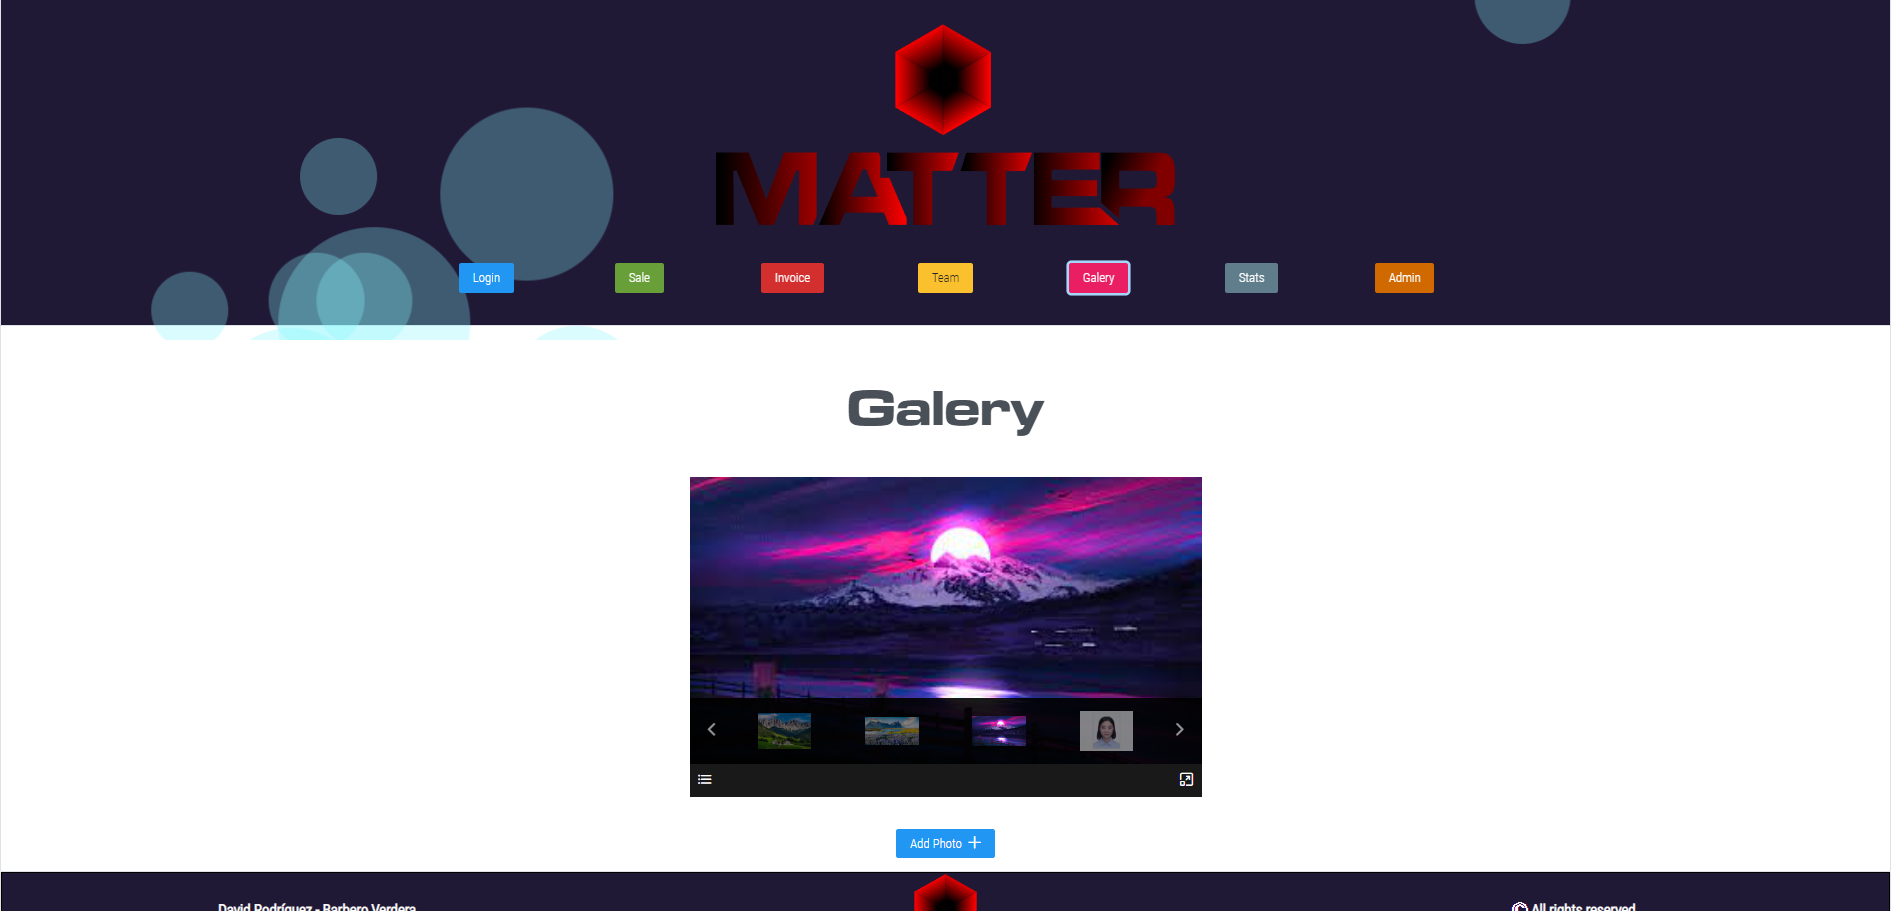 MATTER
Login Sale Invoice Team Galery Stats Admin
Galery
Add Photo
David Rodríguez - Barbero Verdera
© All rights reserved